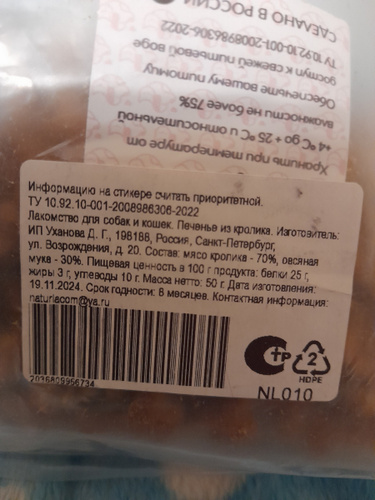 СДЕЛАНО В РОССИИ
ТУ 10.92.10-001-2008986306-2022
доступ к свежей питьевой воде
Обеспечьте вашему питомцу
влажности не более 75%
+4 °C до + 25 °C и относительной
Хранить при температуре от
Информацию на стикере считать приоритетной.
ТУ 10.92.10-001-2008986306-2022
Лакомство для собак и кошек. Печенье из кролика. Изготовитель:
ИП Уханова Д. Г., 198188, Россия, Санкт-Петербург,
ул. Возрождения, д. 20. Состав: мясо кролика - 70%, овсяная
мука - 30%. Пищевая ценность в 100 г продукта: белки 25 г,
жиры 3 г, углеводы 10 г. Масса нетто: 50 г. Дата изготовления:
19.11.2024. Срок годности: 8 месяцев. Контактная информация:
naturlacom@ya.ru
2035809956734
ТР 2
HDPE
NL010